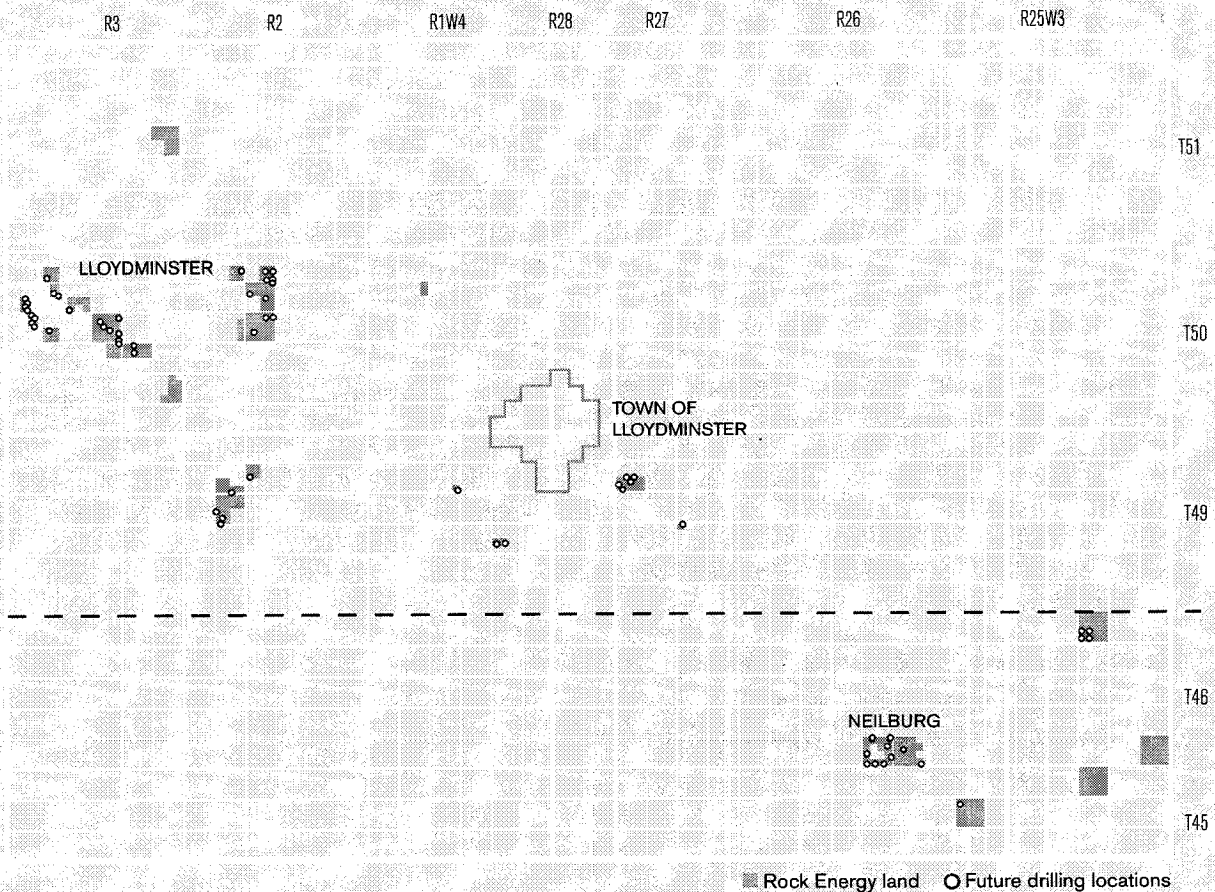 R3 R2 R1W4 R28 R27 R26 R25W3
T51
LLOYDMINSTER
T50
TOWN OF
LLOYDMINSTER
T49
T46
NEILBURG
T45
Rock Energy land Future drilling locations